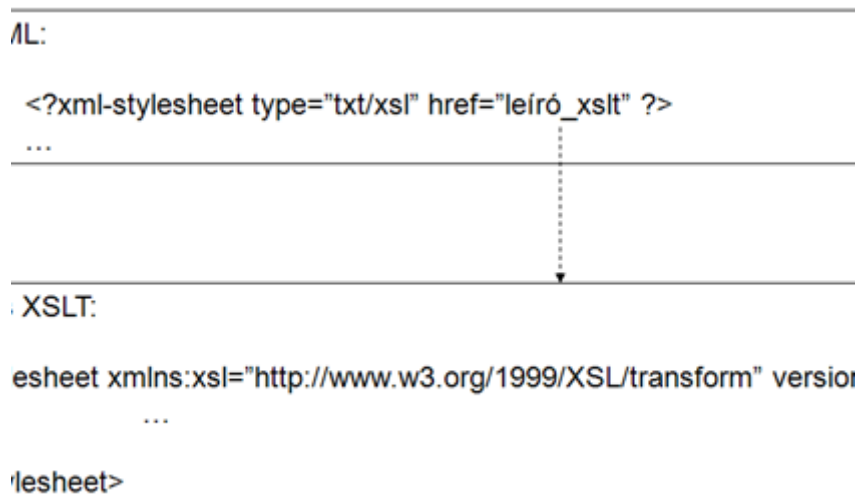 ML:
<?xml-stylesheet type=”txt/xsl” href=”leíró_xslt” ?>
…
XSLT:
esheet xmlns:xsl=”http://www.w3.org/1999/XSL/transform” version
…
lesheet>